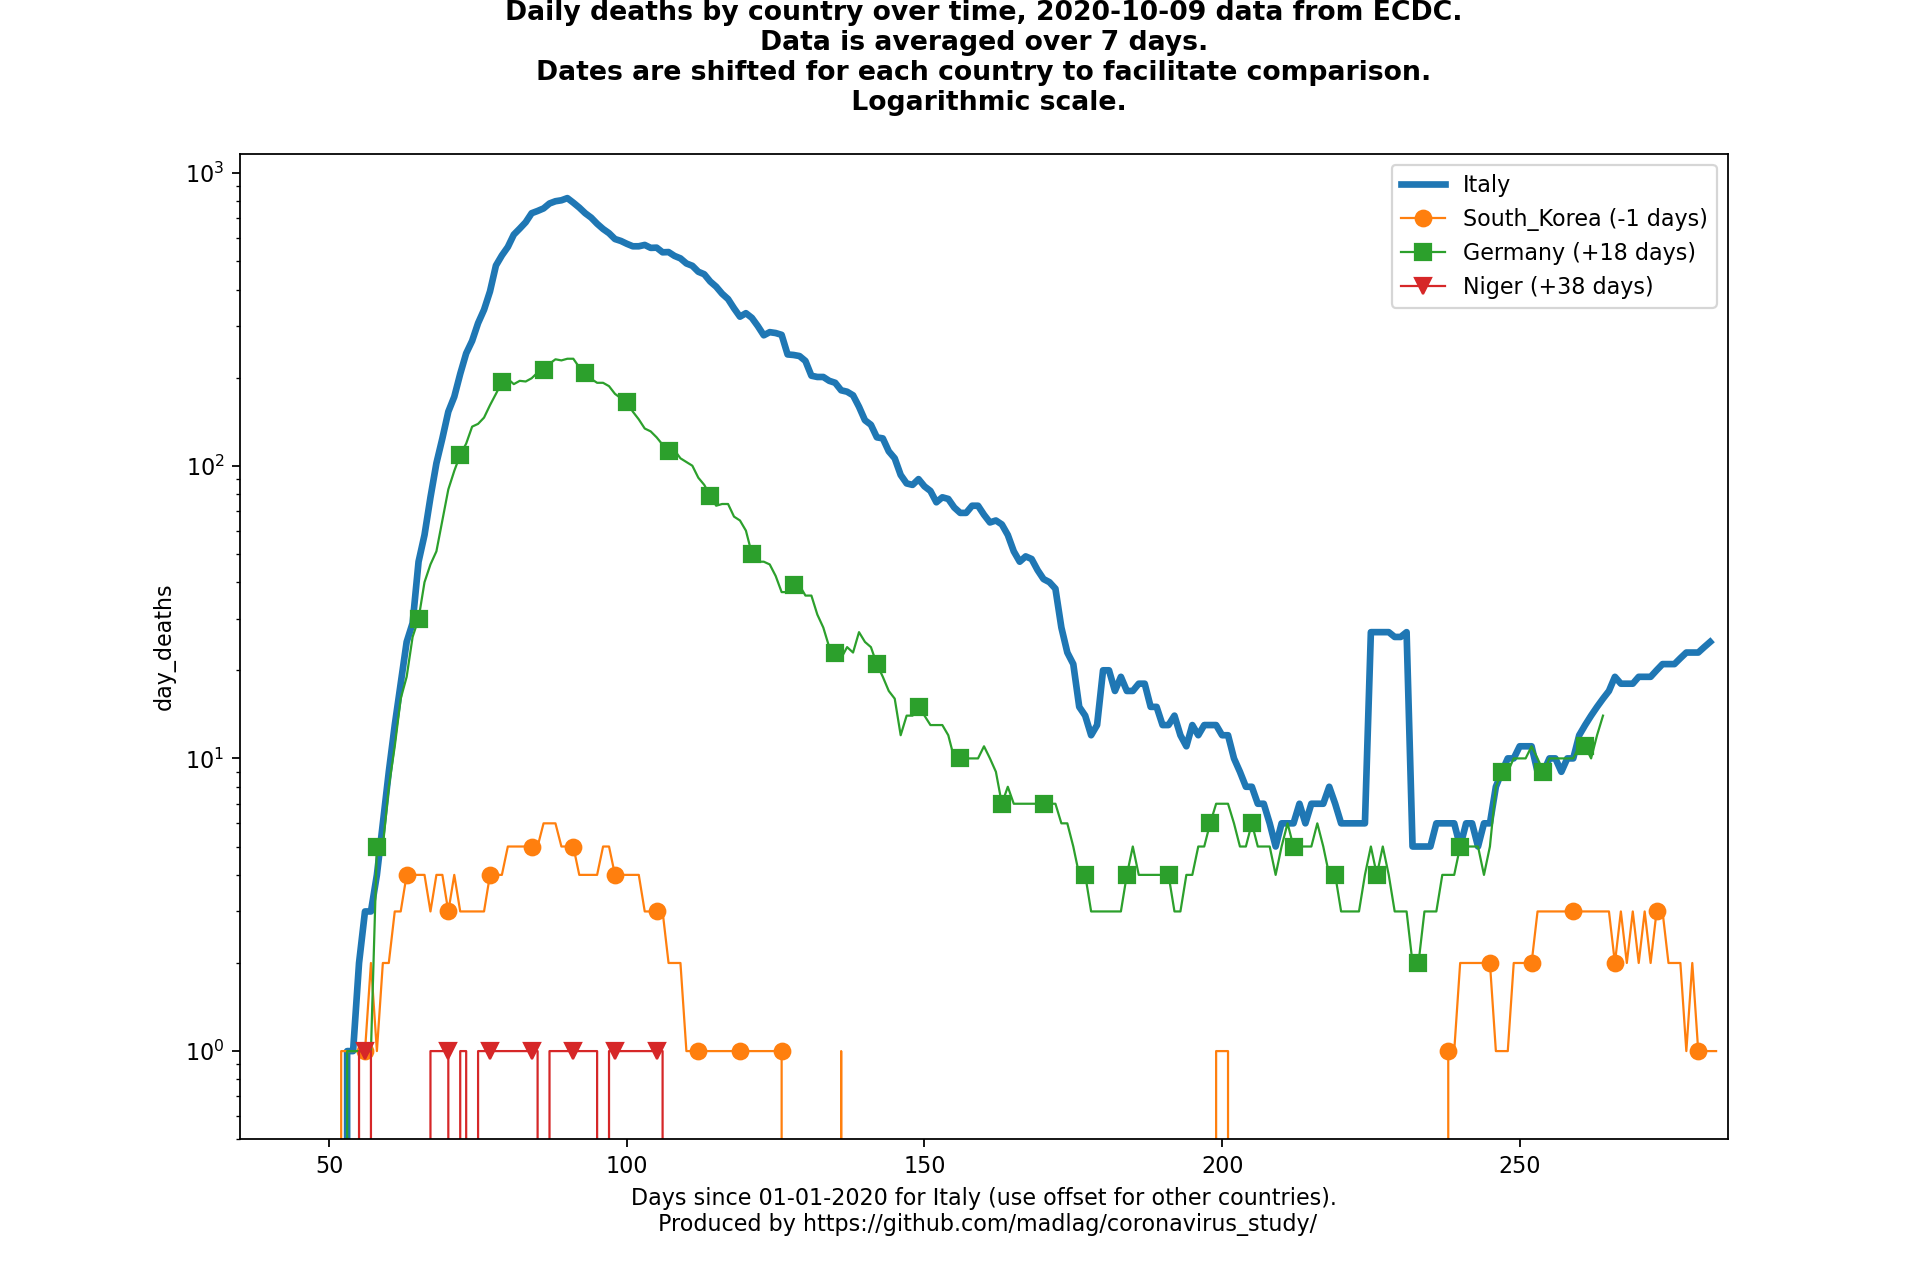 Daily deaths by country over time, 2020-10-09 data from ECDC.
Data is averaged over 7 days.
Dates are shifted for each country to facilitate comparison.
Logarithmic scale.
10³
10²
10¹
10⁰
day_deaths
Italy
South_Korea (-1 days)
Germany (+18 days)
Niger (+38 days)
50 100 150 200 250
Days since 01-01-2020 for Italy (use offset for other countries).
Produced by https://github.com/madlag/coronavirus_study/